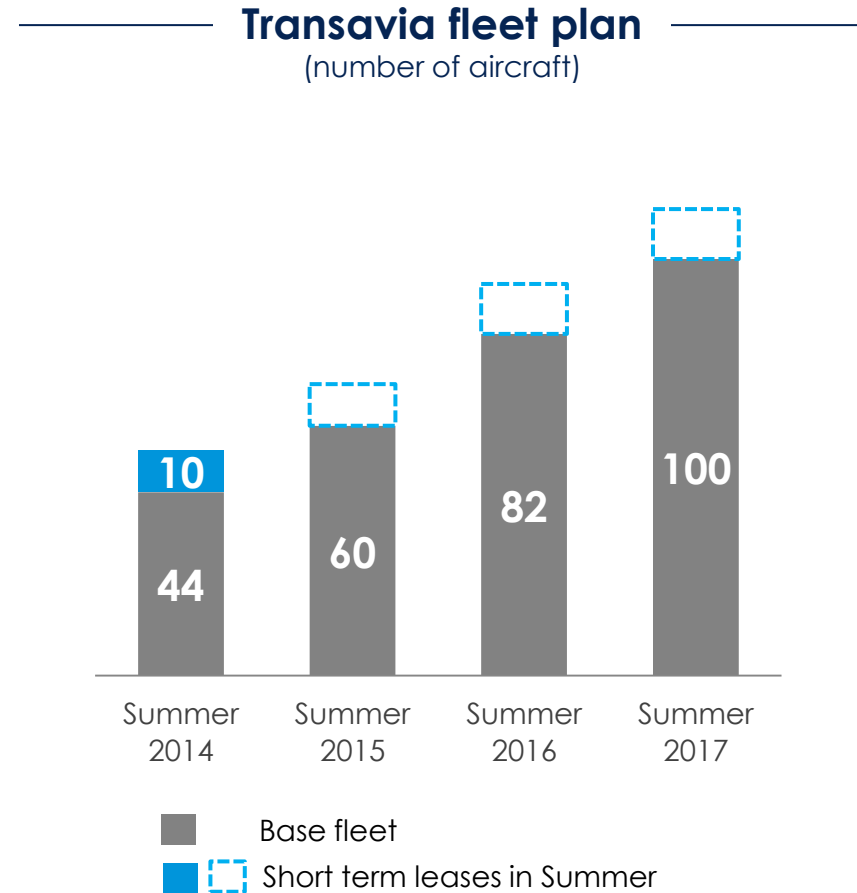 Transavia fleet plan
(number of aircraft)
10
44
60
82
100
Summer
2014
Summer
2015
Summer
2016
Summer
2017
Base fleet
Short term leases in Summer